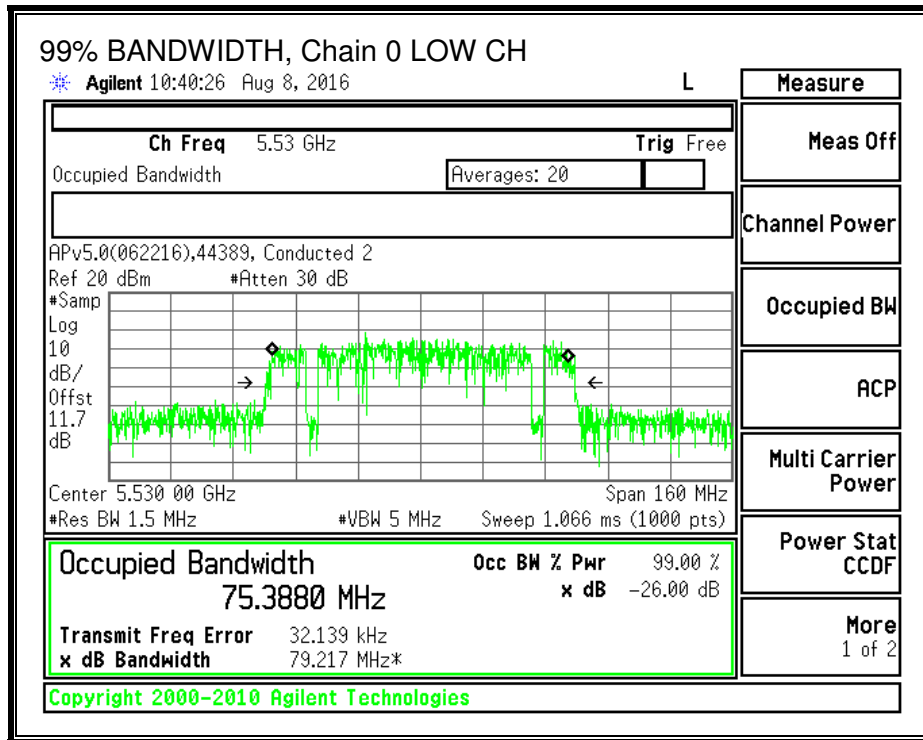 99% BANDWIDTH, Chain 0 LOW CH
Agilent 10:40:26 Aug 8, 2016 L
Measure
Ch Freq 5.53 GHz Trig Free
Meas Off
Occupied Bandwidth Averages: 20
Channel Power
APv5.0(062216),44389, Conducted 2
Ref 20 dBm #Atten 30 dB
#Samp
Log
10
dB/
Offst
11.7
dB
Occupied BW
ACP
Center 5.530 00 GHz Span 160 MHz
#Res BW 1.5 MHz #VBW 5 MHz Sweep 1.066 ms (1000 pts)
Multi Carrier
Power
Occupied Bandwidth Occ BW % Pwr 99.00 %
75.3880 MHz x dB -26.00 dB
Power Stat
CCDF
Transmit Freq Error 32.139 kHz
x dB Bandwidth 79.217 MHz*
More
1 of 2
Copyright 2000-2010 Agilent Technologies